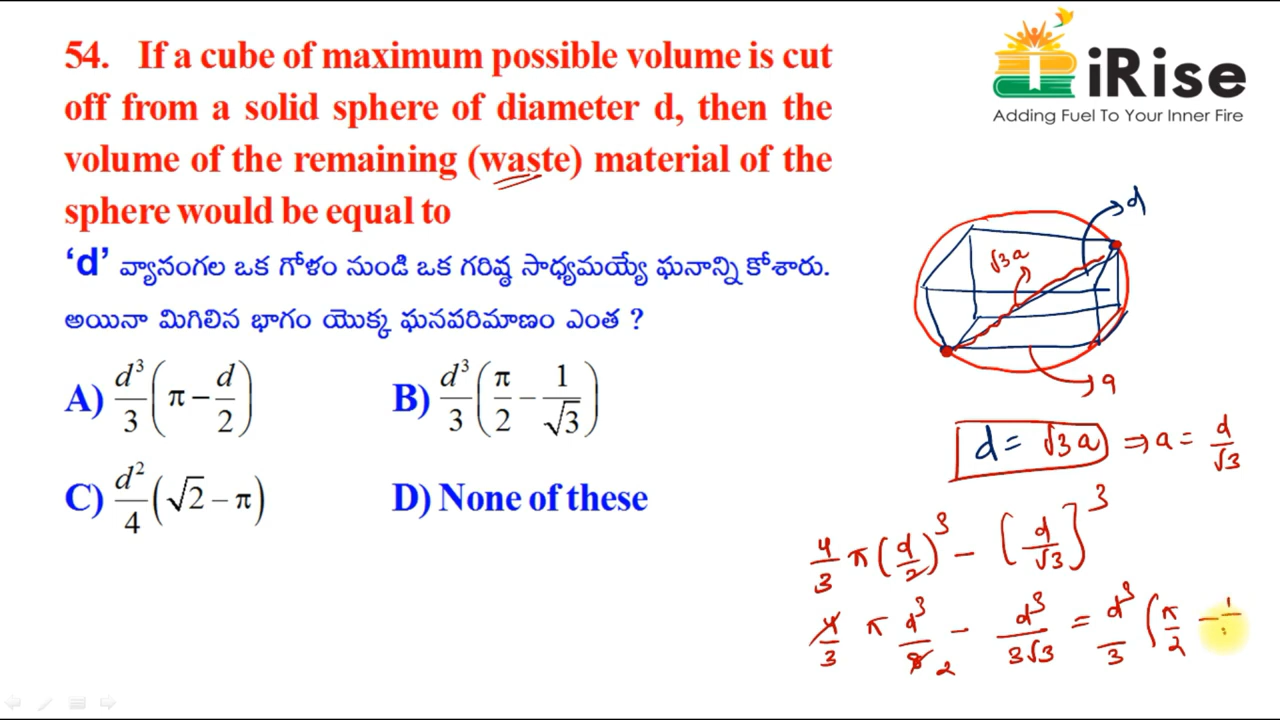 54. If a cube of maximum possible volume is cut
off from a solid sphere of diameter d, then the
volume of the remaining (waste) material of the
sphere would be equal to
‘d’ వ్యాసంగల ఒక గోళం నుండి ఒక గరిష్ఠ సాధ్యమయ్యే ఘనాన్ని కోశారు.
అయినా మిగిలిన భాగం యొక్క ఘనపరిమాణం ఎంత ?
A) d³/3 (π − d/2)
B) d³/3 (π/2 − 1/√3)
C) d²/4 (√2 − π)
D) None of these
iRise
Adding Fuel To Your Inner Fire
d
√3a
a
d = √3a ⇒ a = d/√3
4/3 π (d/2)³ − [d/√3]³
4/3 π d³/8 2 − d³/3√3 = d³/3 (π/2 − 1/